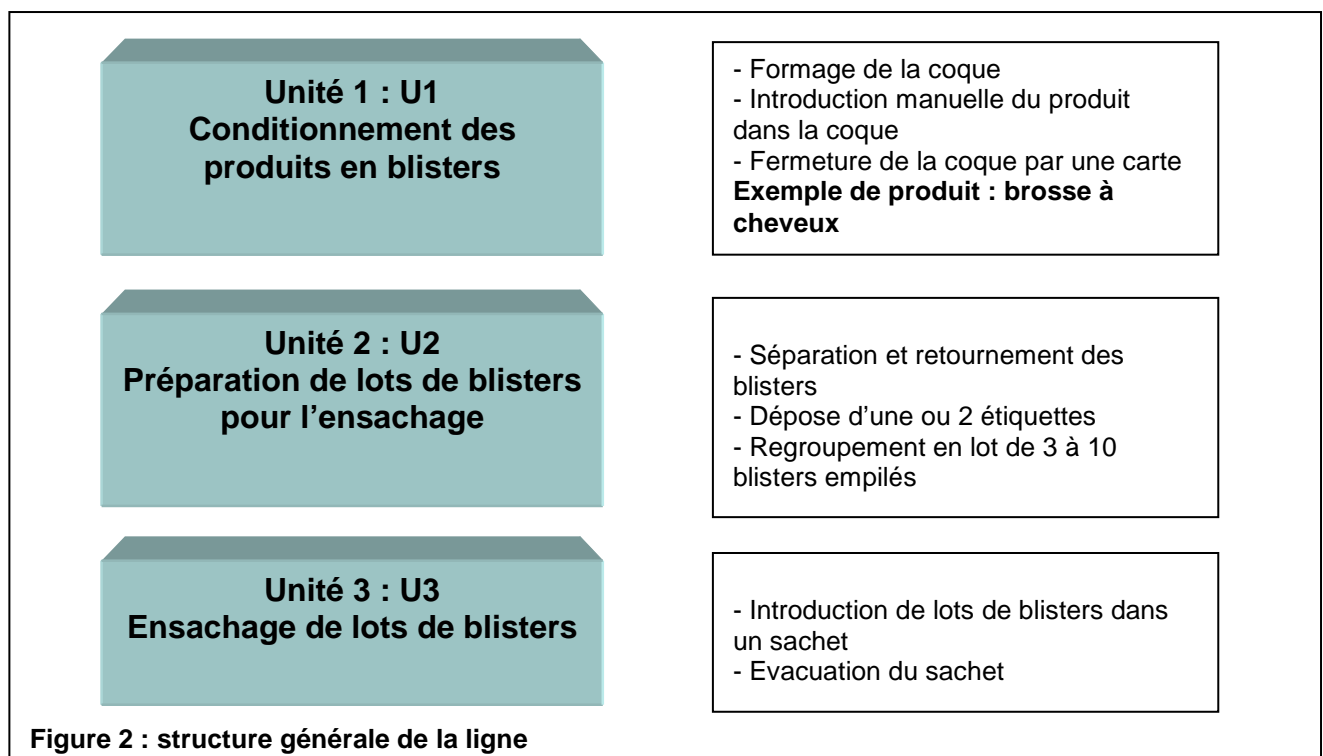 Unité 1 : U1
Conditionnement des
produits en blisters
- Formage de la coque
- Introduction manuelle du produit
dans la coque
- Fermeture de la coque par une carte
Exemple de produit : brosse à
cheveux
Unité 2 : U2
Préparation de lots de blisters
pour l’ensachage
- Séparation et retournement des
blisters
- Dépose d’une ou 2 étiquettes
- Regroupement en lot de 3 à 10
blisters empilés
Unité 3 : U3
Ensachage de lots de blisters
- Introduction de lots de blisters dans
un sachet
- Evacuation du sachet
Figure 2 : structure générale de la ligne